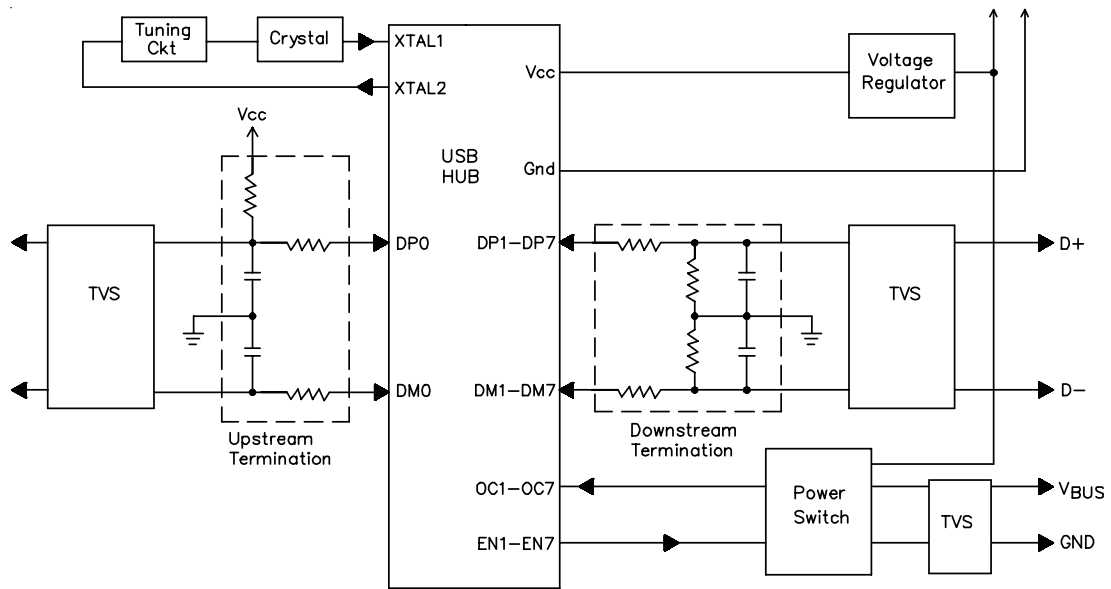 Tuning
Ckt
Crystal
XTAL1
XTAL2
Vcc
Voltage
Regulator
Vcc
USB
HUB
Gnd
TVS
DP0
DP1-DP7
TVS
D+
DM0
DM1-DM7
D-
Upstream
Termination
Downstream
Termination
OC1-OC7
Power
Switch
TVS
VBUS
EN1-EN7
GND